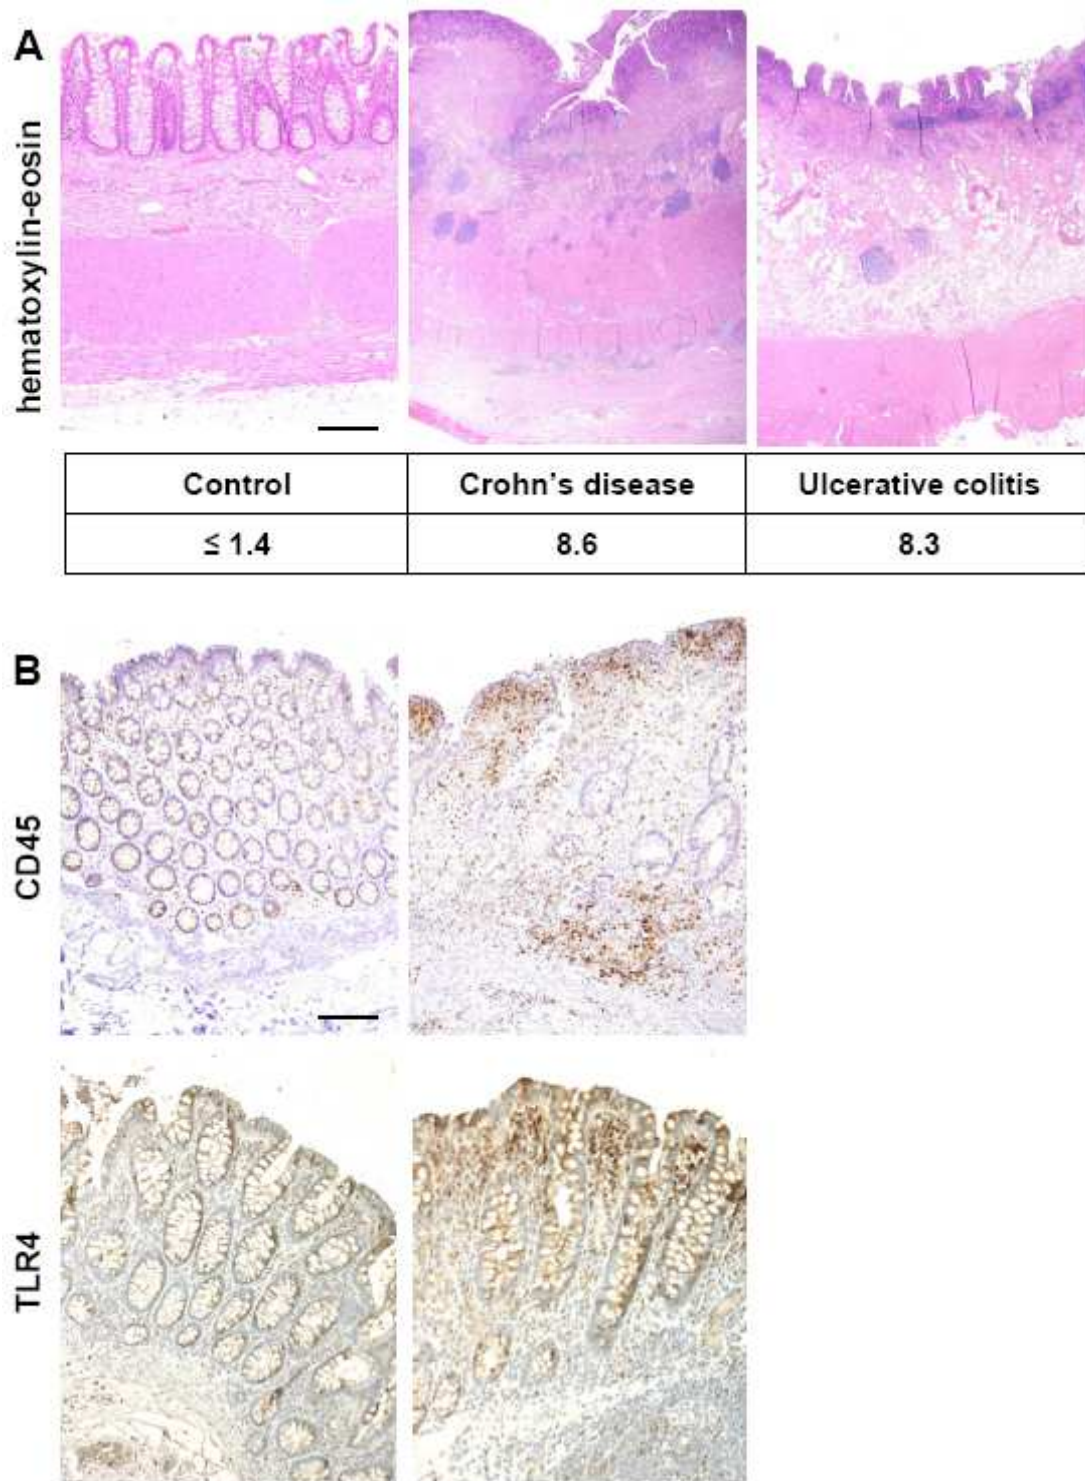 A
hematoxylin-eosin
Control Crohn's disease Ulcerative colitis
≤ 1.4 8.6 8.3
B
CD45
TLR4